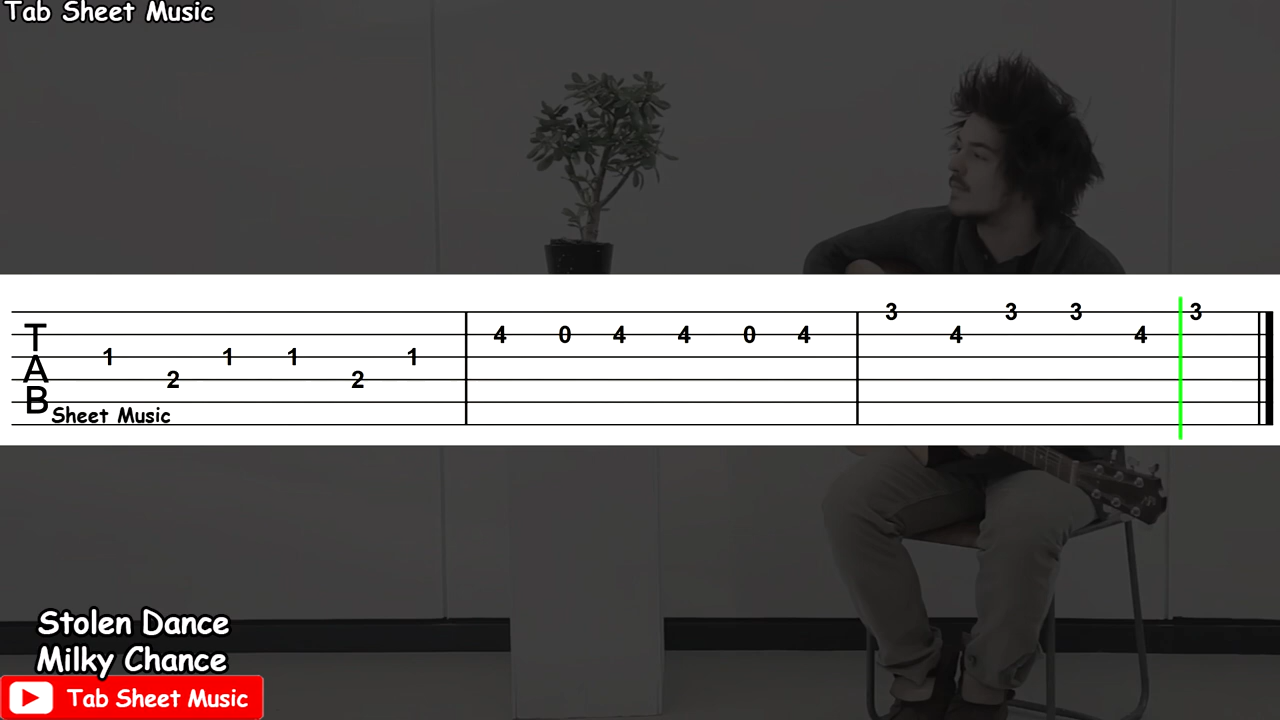 Tab Sheet Music
3 3 3 3
T 4 0 4 4 0 4 4 4
1 1 1 1
A 2 2
B Sheet Music
Stolen Dance
Milky Chance
Tab Sheet Music